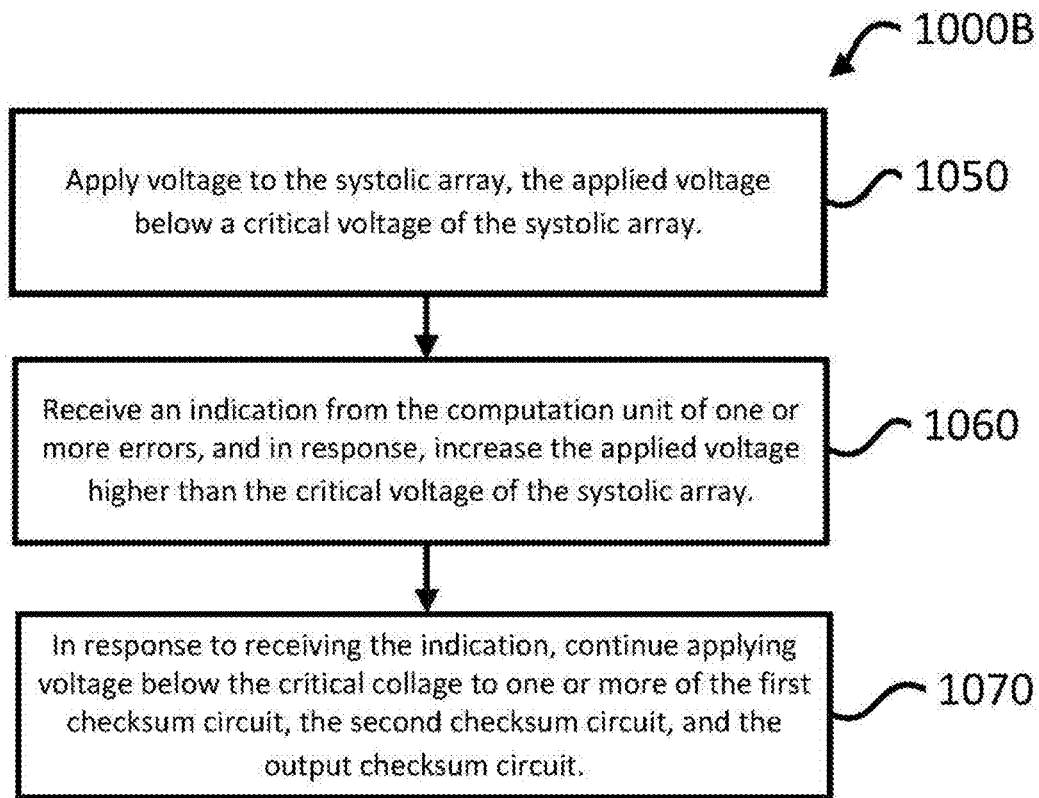 1000B
Apply voltage to the systolic array, the applied voltage
below a critical voltage of the systolic array.
1050
Receive an indication from the computation unit of one or
more errors, and in response, increase the applied voltage
higher than the critical voltage of the systolic array.
1060
In response to receiving the indication, continue applying
voltage below the critical collage to one or more of the first
checksum circuit, the second checksum circuit, and the
output checksum circuit.
1070